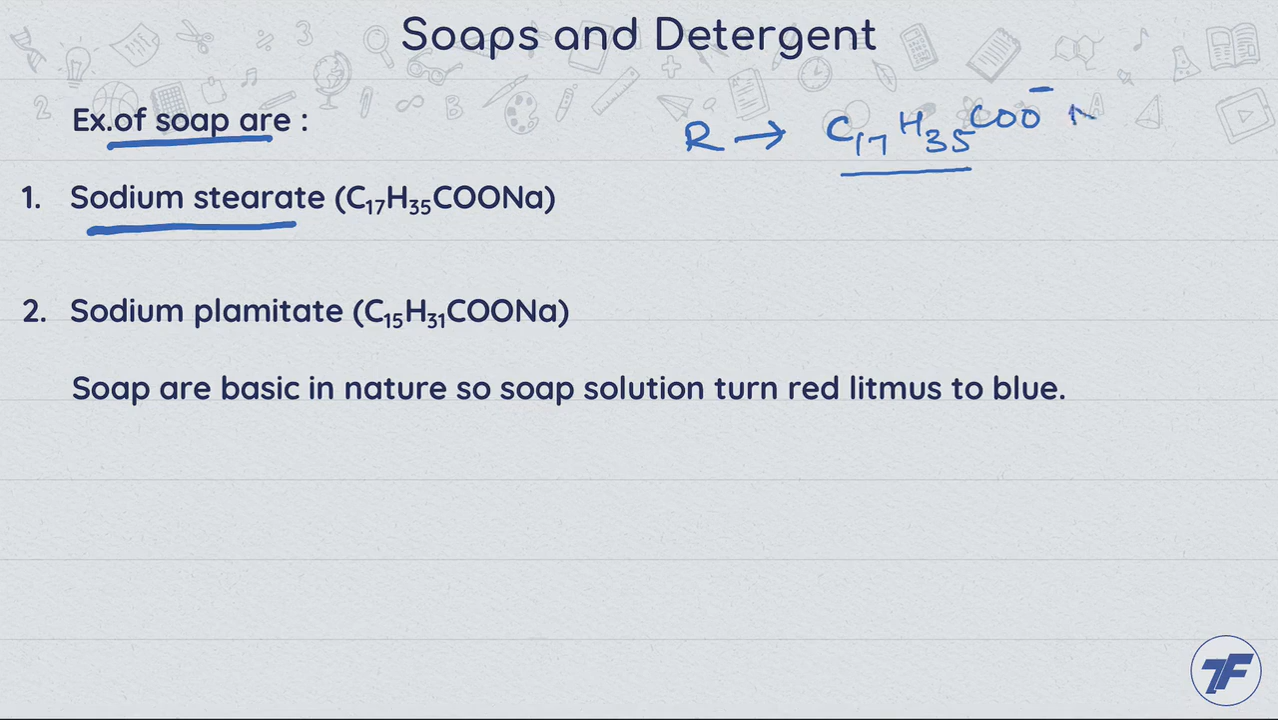 Soaps and Detergent
Ex.of soap are :
R → C₁₇H₃₅COO⁻ N
1. Sodium stearate (C₁₇H₃₅COONa)
2. Sodium plamitate (C₁₅H₃₁COONa)
Soap are basic in nature so soap solution turn red litmus to blue.
7F